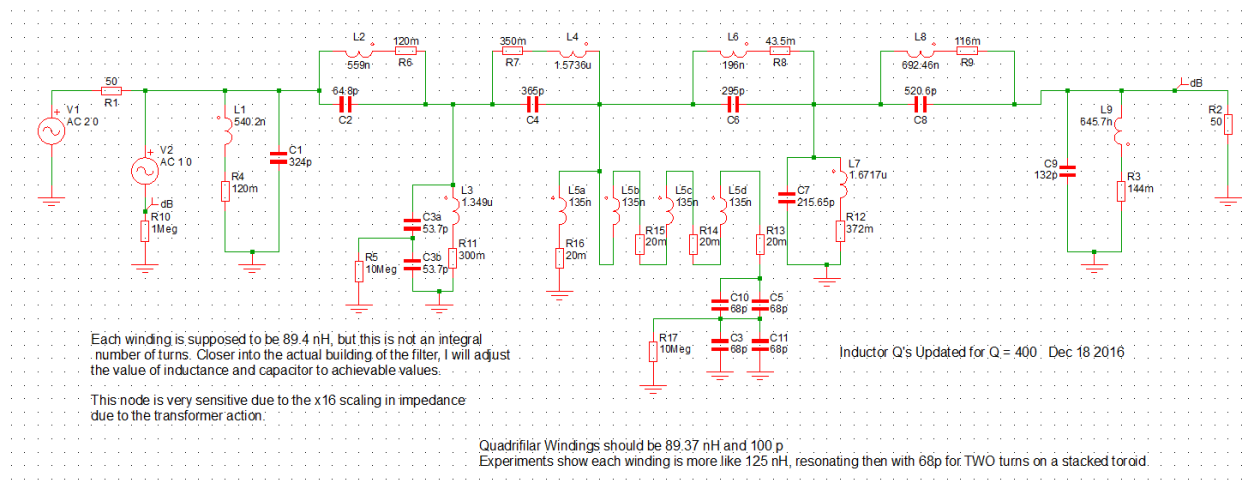 L2
120m
R6
559n
64.8p
C2
350m
R7
L4
1.5736u
365p
C4
L6
43.5m
R8
196n
295p
C6
L8
116m
R9
692.46n
520.6p
C8
50
R1
V1
AC 2 0
V2
AC 1 0
dB
R10
1Meg
L1
540.2n
R4
120m
C1
324p
L3
1.349u
C3a
53.7p
R11
300m
C3b
53.7p
R5
10Meg
L5a
135n
L5b
135n
L5c
135n
L5d
135n
R16
20m
R15
20m
R14
20m
R13
20m
C10
68p
C5
68p
C3
68p
C11
68p
R17
10Meg
L7
1.6717u
C7
215.65p
R12
372m
dB
L9
645.7n
C9
132p
R3
144m
R2
50
Each winding is supposed to be 89.4 nH, but this is not an integral
number of turns. Closer into the actual building of the filter, I will adjust
the value of inductance and capacitor to achievable values.
This node is very sensitive due to the x16 scaling in impedance
due to the transformer action.
Inductor Q's Updated for Q = 400 Dec 18 2016
Quadrifilar Windings should be 89.37 nH and 100 p
Experiments show each winding is more like 125 nH, resonating then with 68p for TWO turns on a stacked toroid.